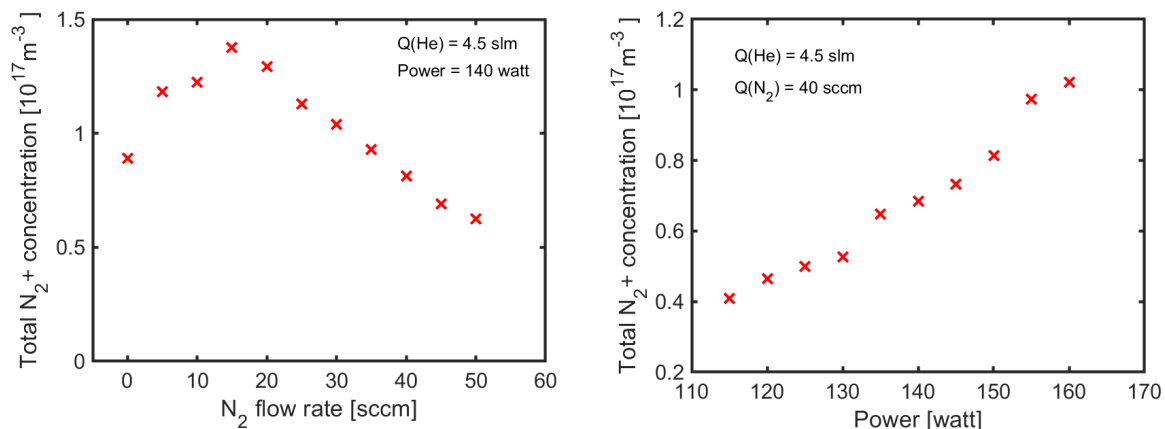 Total N2+ concentration [10^17 m^-3]
1.5
1
0.5
0
Q(He) = 4.5 slm
Power = 140 watt
0 10 20 30 40 50 60
N2 flow rate [sccm]
Total N2+ concentration [10^17 m^-3]
1.2
1
0.8
0.6
0.4
0.2
Q(He) = 4.5 slm
Q(N2) = 40 sccm
110 120 130 140 150 160 170
Power [watt]